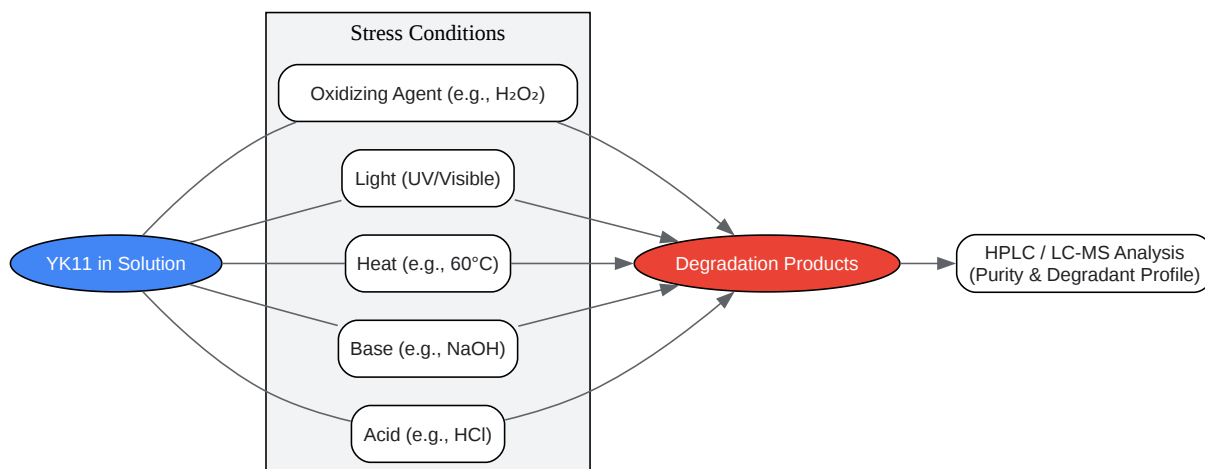 Stress Conditions
Oxidizing Agent (e.g., H₂O₂)
Light (UV/Visible)
YK11 in Solution
Heat (e.g., 60°C)
Degradation Products
HPLC / LC-MS Analysis
(Purity & Degradant Profile)
Base (e.g., NaOH)
Acid (e.g., HCl)